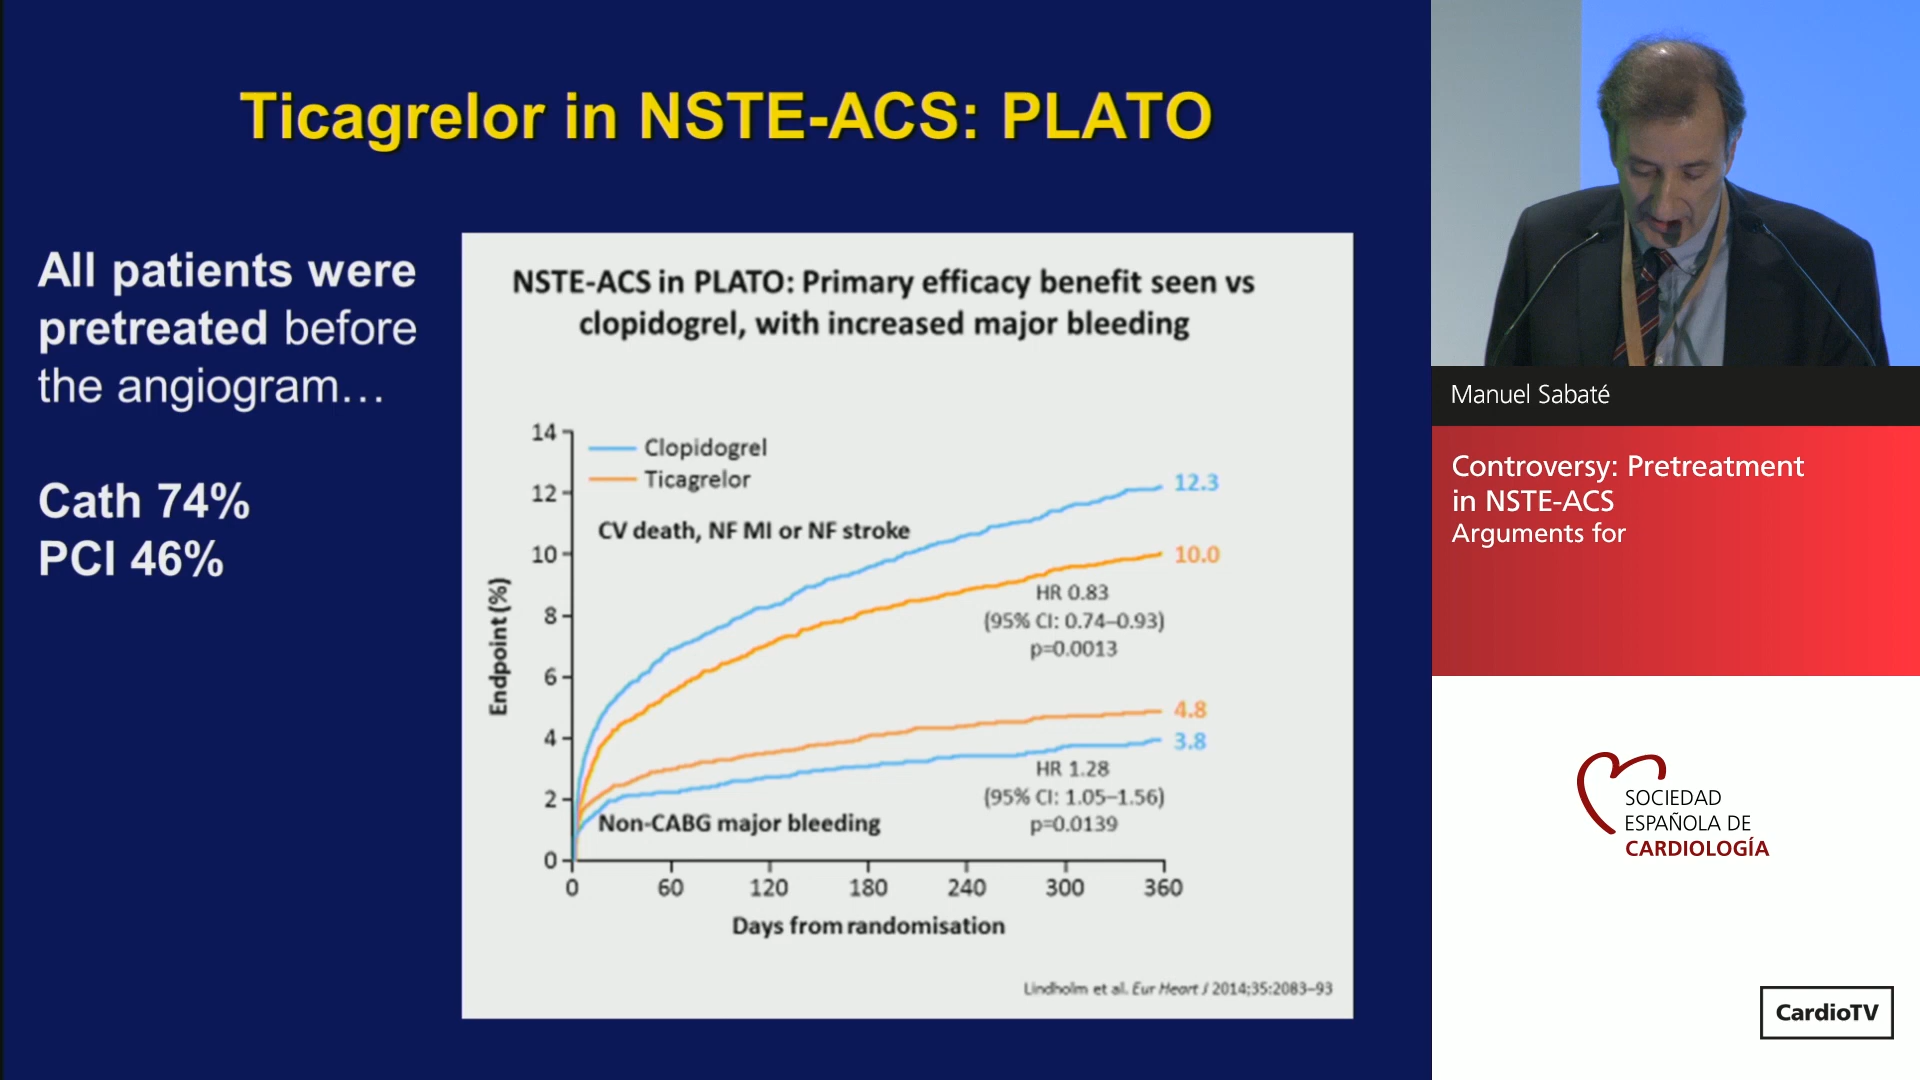 Ticagrelor in NSTE-ACS: PLATO
All patients were
pretreated before
the angiogram…
Cath 74%
PCI 46%
NSTE-ACS in PLATO: Primary efficacy benefit seen vs
clopidogrel, with increased major bleeding
Endpoint (%)
14
12
10
8
6
4
2
0
Clopidogrel
Ticagrelor
CV death, NF MI or NF stroke
12.3
10.0
HR 0.83
(95% CI: 0.74–0.93)
p=0.0013
4.8
3.8
HR 1.28
(95% CI: 1.05–1.56)
p=0.0139
Non-CABG major bleeding
0 60 120 180 240 300 360
Days from randomisation
Lindholm et al. Eur Heart J 2014;35:2083–93
Manuel Sabaté
Controversy: Pretreatment
in NSTE-ACS
Arguments for
SOCIEDAD
ESPAÑOLA DE
CARDIOLOGÍA
CardioTV